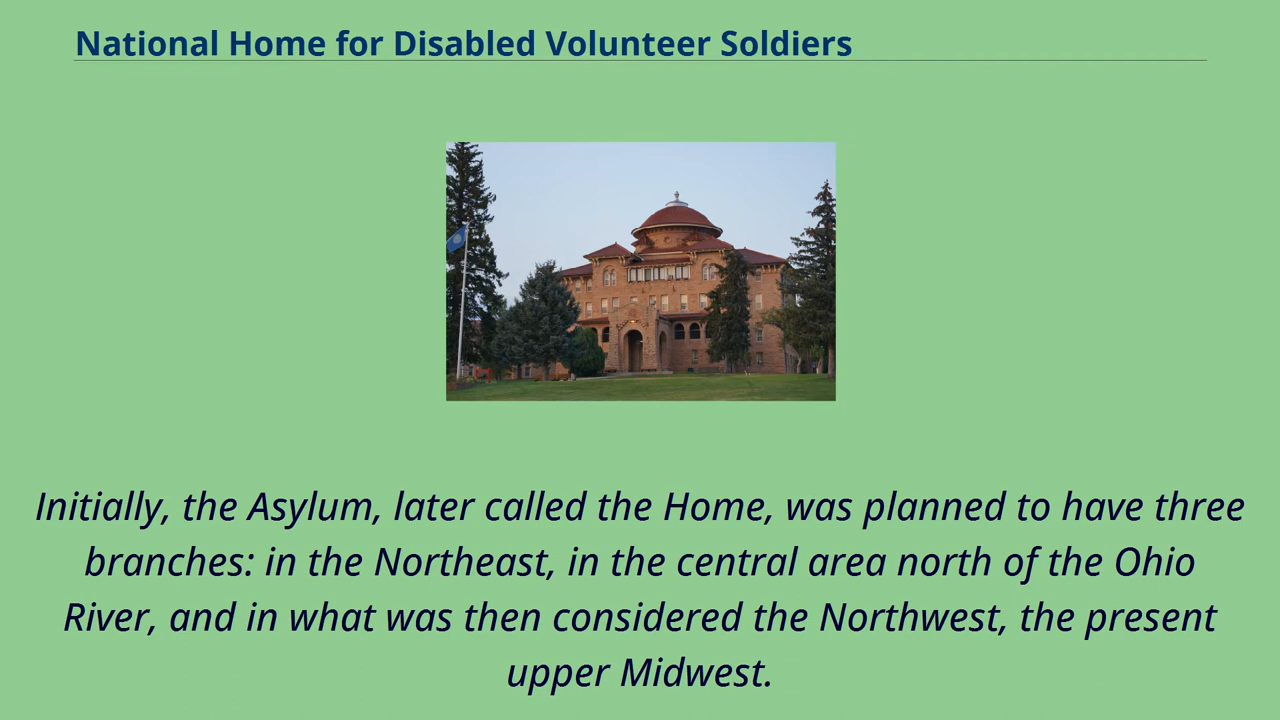 National Home for Disabled Volunteer Soldiers
Initially, the Asylum, later called the Home, was planned to have three
branches: in the Northeast, in the central area north of the Ohio
River, and in what was then considered the Northwest, the present
upper Midwest.